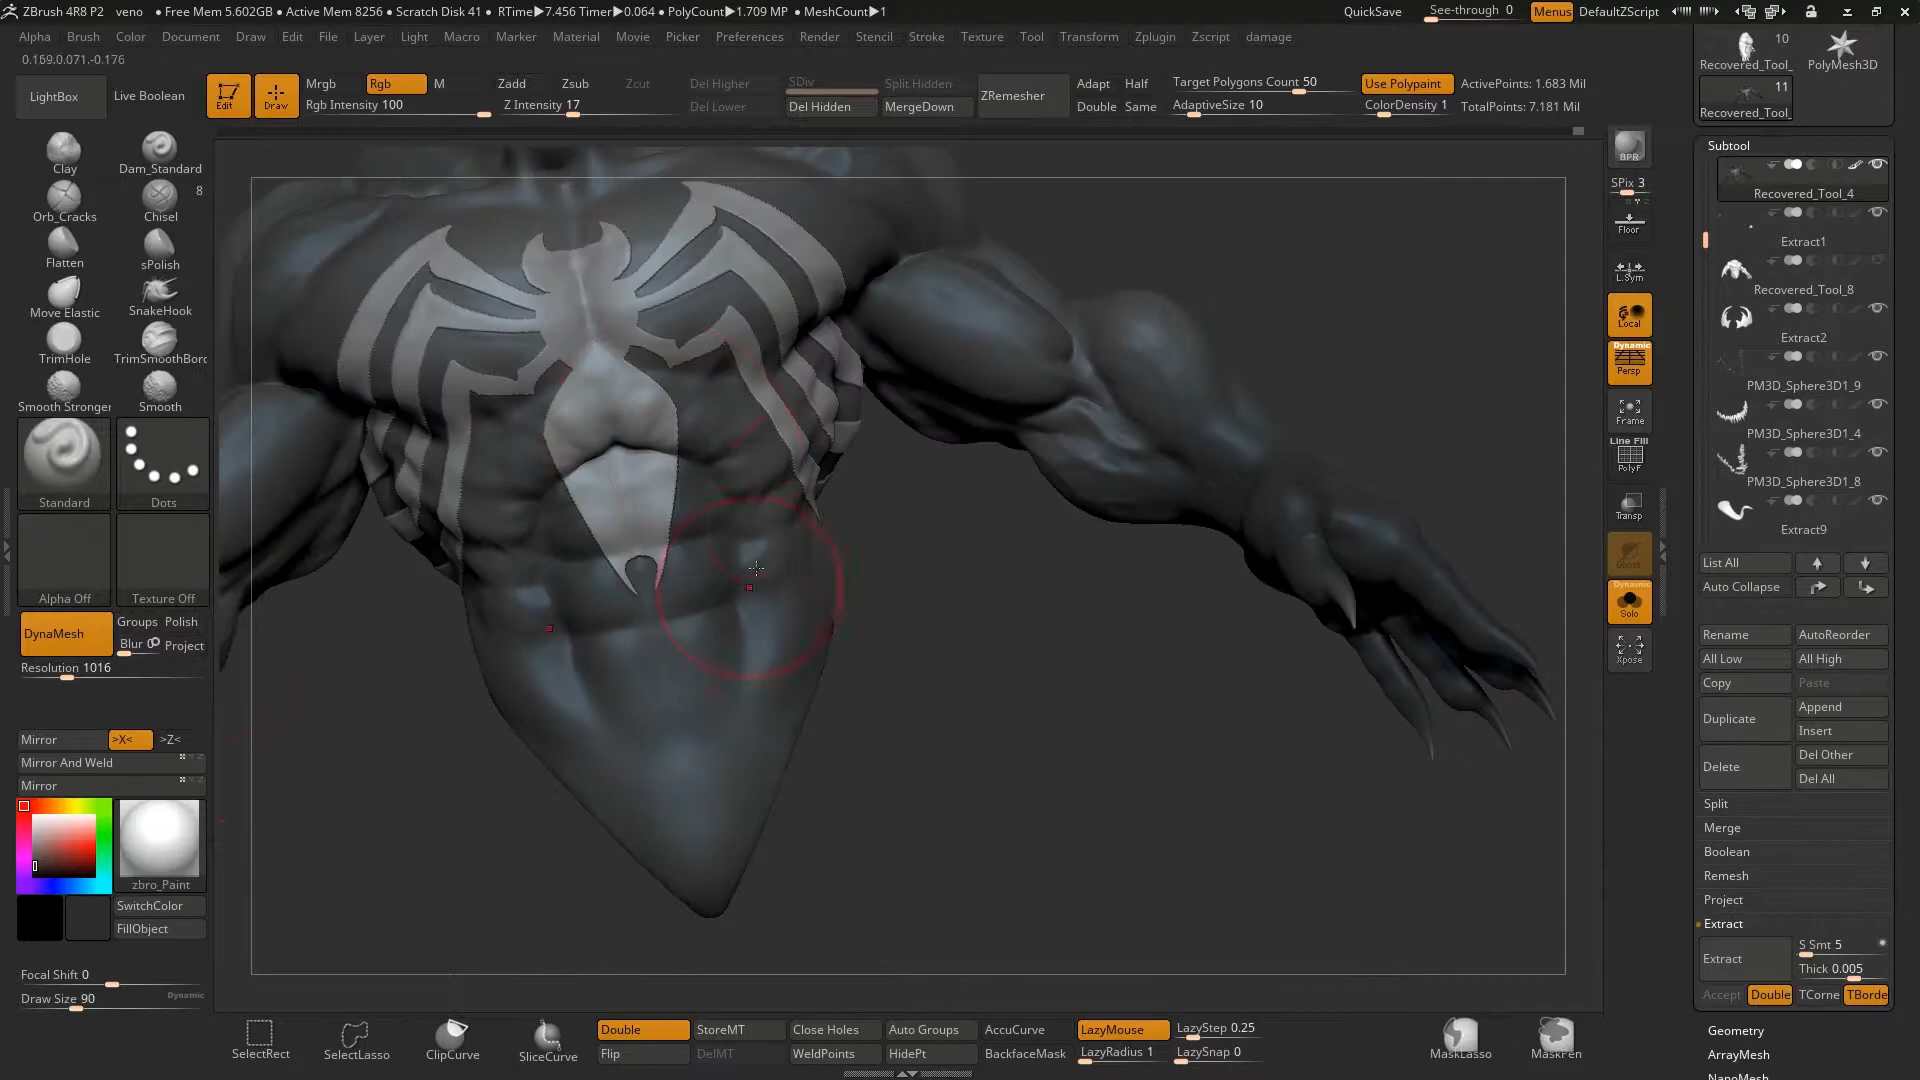 ZBrush 4R8 P2 veno • Free Mem 5.602GB • Active Mem 8256 • Scratch Disk 41 • RTime▶7.456 Timer▶0.064 • PolyCount▶1.709 MP • MeshCount▶1 QuickSave See-through 0 Menus DefaultZScript
Alpha Brush Color Document Draw Edit File Layer Light Macro Marker Material Movie Picker Preferences Render Stencil Stroke Texture Tool Transform Zplugin Zscript damage
0.169,0.071,-0.176
LightBox Live Boolean Edit Draw
Mrgb Rgb M Zadd Zsub Zcut Del Higher SDiv Split Hidden
Rgb Intensity 100 Z Intensity 17 Del Lower Del Hidden MergeDown
ZRemesher Adapt Half Target Polygons Count 50 Use Polypaint ActivePoints: 1.683 Mil
Double Same AdaptiveSize 10 ColorDensity 1 TotalPoints: 7.181 Mil
Clay Dam_Standard
Orb_Cracks Chisel 8
Flatten sPolish
Move Elastic SnakeHook
TrimHole TrimSmoothBord
Smooth Stronger Smooth
Standard Dots
Alpha Off Texture Off
DynaMesh Groups Polish
Blur 0 Project
Resolution 1016
Mirror >X< >Z<
Mirror And Weld
Mirror
zbro_Paint
SwitchColor
FillObject
Focal Shift 0
Draw Size 90 Dynamic
SelectRect SelectLasso ClipCurve SliceCurve
Double StoreMT Close Holes Auto Groups AccuCurve LazyMouse LazyStep 0.25
Flip DelMT WeldPoints HidePt BackfaceMask LazyRadius 1 LazySnap 0
MaskLasso MaskPen
BPR
SPix 3
Floor
L.Sym
Local
Dynamic
Persp
Frame
Line Fill
PolyF
Transp
Ghost
Dynamic
Solo
Xpose
10
Recovered_Tool_ PolyMesh3D
11
Recovered_Tool_
Subtool
Recovered_Tool_4
Extract1
Recovered_Tool_8
Extract2
PM3D_Sphere3D1_9
PM3D_Sphere3D1_4
PM3D_Sphere3D1_8
Extract9
List All
Auto Collapse
Rename AutoReorder
All Low All High
Copy Paste
Duplicate Append
Insert
Delete Del Other
Del All
Split
Merge
Boolean
Remesh
Project
Extract
Extract S Smt 5
Thick 0.005
Accept Double TCorne TBorde
Geometry
ArrayMesh
NanoMesh